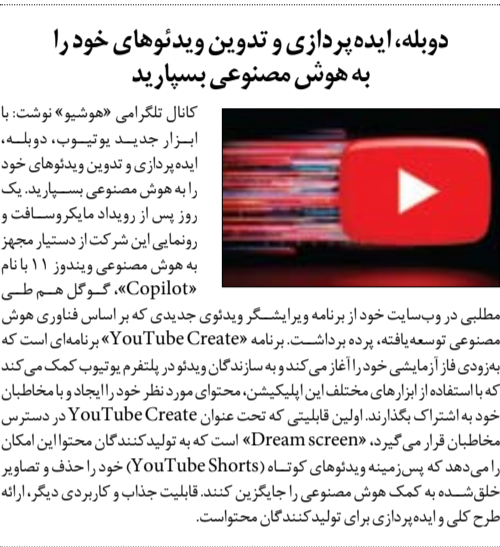 دوبله، ایده‌پردازی و تدوین ویدئوهای خود را
به هوش مصنوعی بسپارید
کانال تلگرامی «هوشیو» نوشت: با
ابزار جدید یوتیوب، دوبله،
ایده‌پردازی و تدوین ویدئوهای خود
را به هوش مصنوعی بسپارید. یک
روز پس از رویداد مایکروسافت و
رونمایی این شرکت از دستیار مجهز
به هوش مصنوعی ویندوز ۱۱ با نام
«Copilot»، گوگل هم طی
مطلبی در وب‌سایت خود از برنامه ویرایشگر ویدئوی جدیدی که بر اساس فناوری هوش
مصنوعی توسعه‌یافته، پرده برداشت. برنامه «YouTube Create» برنامه‌ای است که
به‌زودی فاز آزمایشی خود را آغاز می‌کند و به سازندگان ویدئو در پلتفرم یوتیوب کمک می‌کند
که با استفاده از ابزارهای مختلف این اپلیکیشن، محتوای مورد نظر خود را ایجاد و با مخاطبان
خود به اشتراک بگذارند. اولین قابلیتی که تحت عنوان YouTube Create در دسترس
مخاطبان قرار می‌گیرد، «Dream screen» است که به تولیدکنندگان محتوا این امکان
را می‌دهد که پس‌زمینه ویدئوهای کوتاه (YouTube Shorts) خود را حذف و تصاویر
خلق‌شده به کمک هوش مصنوعی را جایگزین کنند. قابلیت جذاب و کاربردی دیگر، ارائه
طرح کلی و ایده‌پردازی برای تولیدکنندگان محتواست.